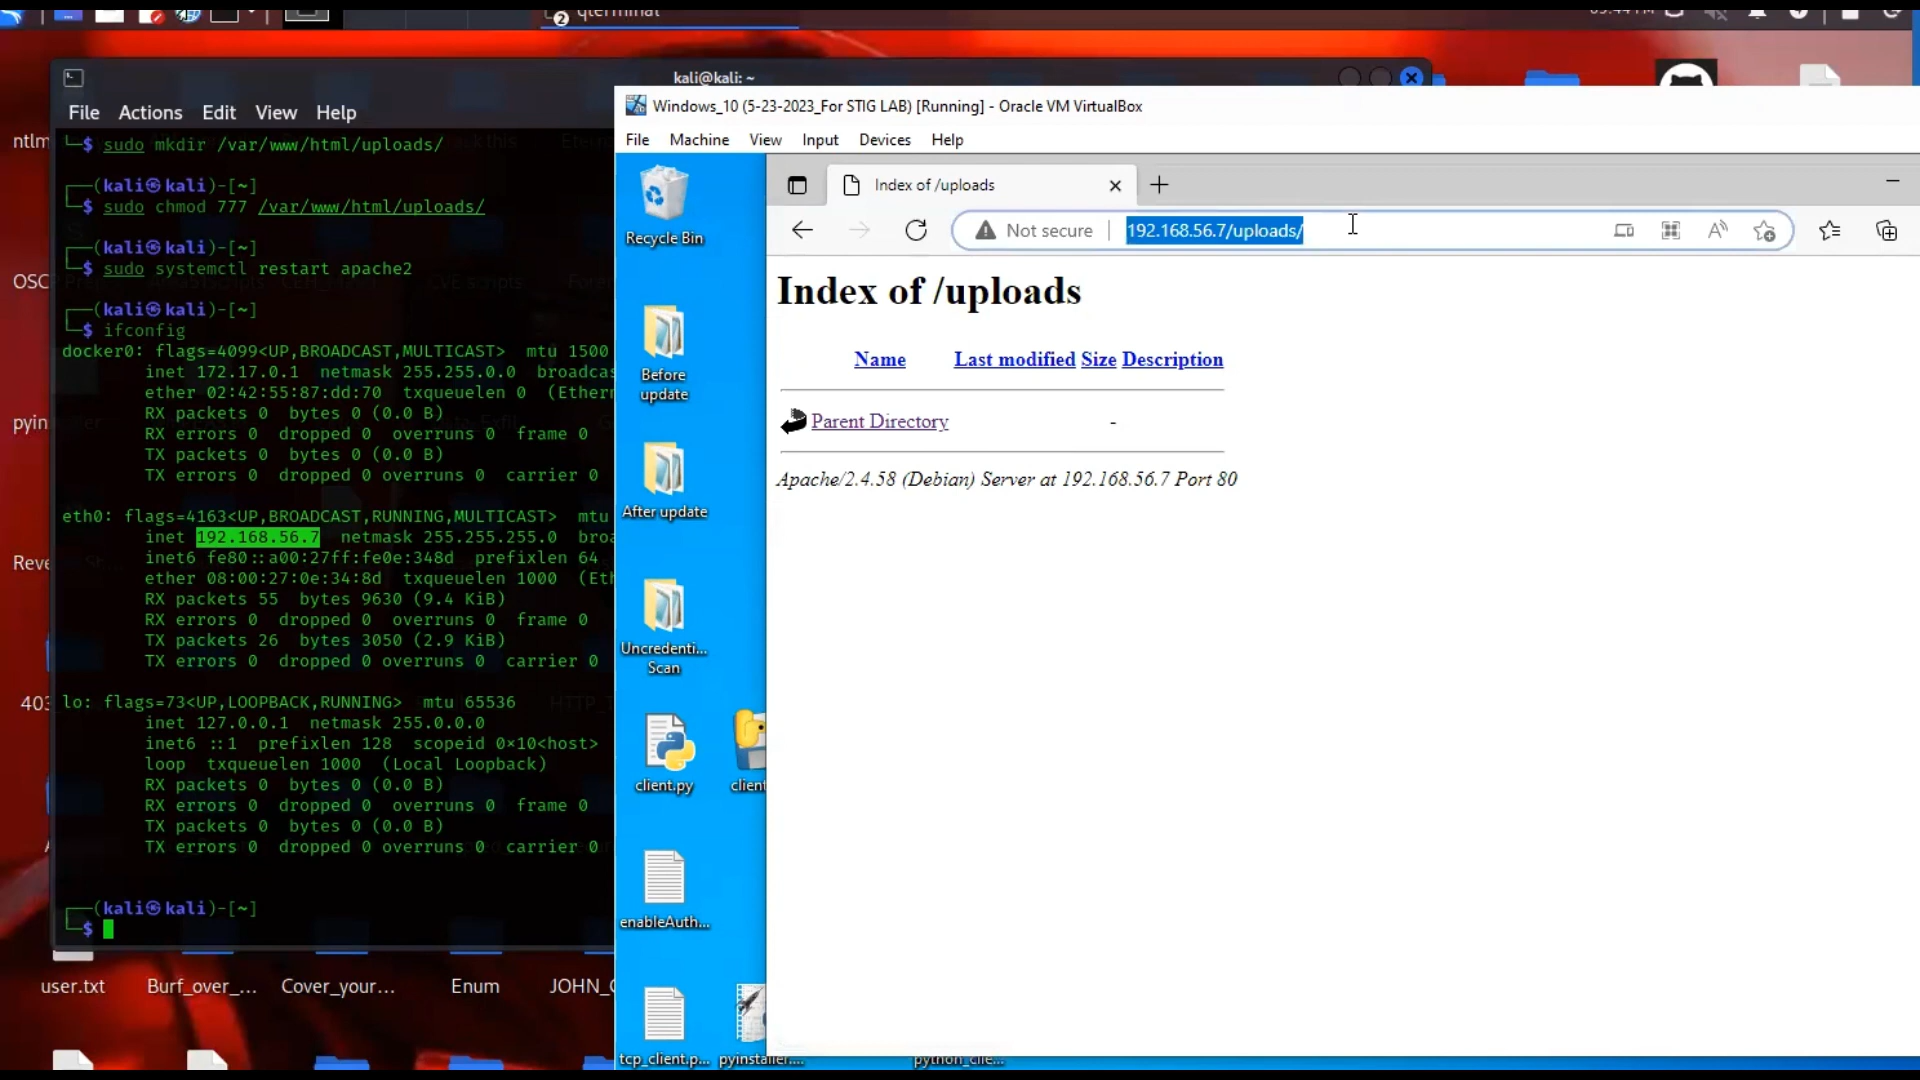 qterminal
2
kali@kali: ~
File Actions Edit View Help
└─$ sudo mkdir /var/www/html/uploads/
┌──(kali㉿kali)-[~]
└─$ sudo chmod 777 /var/www/html/uploads/
┌──(kali㉿kali)-[~]
└─$ sudo systemctl restart apache2
┌──(kali㉿kali)-[~]
└─$ ifconfig
docker0: flags=4099<UP,BROADCAST,MULTICAST> mtu 1500
inet 172.17.0.1 netmask 255.255.0.0 broadcas
ether 02:42:55:87:dd:70 txqueuelen 0 (Ethern
RX packets 0 bytes 0 (0.0 B)
RX errors 0 dropped 0 overruns 0 frame 0
TX packets 0 bytes 0 (0.0 B)
TX errors 0 dropped 0 overruns 0 carrier 0
eth0: flags=4163<UP,BROADCAST,RUNNING,MULTICAST> mtu
inet 192.168.56.7 netmask 255.255.255.0 broa
inet6 fe80::a00:27ff:fe0e:348d prefixlen 64
ether 08:00:27:0e:34:8d txqueuelen 1000 (Eth
RX packets 55 bytes 9630 (9.4 KiB)
RX errors 0 dropped 0 overruns 0 frame 0
TX packets 26 bytes 3050 (2.9 KiB)
TX errors 0 dropped 0 overruns 0 carrier 0
lo: flags=73<UP,LOOPBACK,RUNNING> mtu 65536
inet 127.0.0.1 netmask 255.0.0.0
inet6 ::1 prefixlen 128 scopeid 0×10<host>
loop txqueuelen 1000 (Local Loopback)
RX packets 0 bytes 0 (0.0 B)
RX errors 0 dropped 0 overruns 0 frame 0
TX packets 0 bytes 0 (0.0 B)
TX errors 0 dropped 0 overruns 0 carrier 0
┌──(kali㉿kali)-[~]
└─$
ntlm
OSC
pyin
Reve
403
user.txt
Burf_over_...
Cover_your...
Enum
JOHN_
Windows_10 (5-23-2023_For STIG LAB) [Running] - Oracle VM VirtualBox
File Machine View Input Devices Help
Recycle Bin
Before
update
After update
Uncredenti...
Scan
client.py
client
enableAuth...
tcp_client.p...
pyinstaller....
python_clie...
Index of /uploads
Not secure
192.168.56.7/uploads/
Index of /uploads
Name Last modified Size Description
Parent Directory -
Apache/2.4.58 (Debian) Server at 192.168.56.7 Port 80